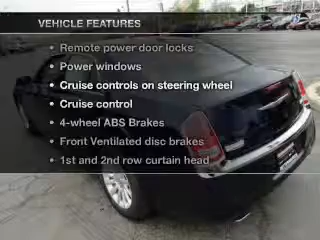 VEHICLE FEATURES
• Remote power door locks
• Power windows
• Cruise controls on steering wheel
• Cruise control
• 4-wheel ABS Brakes
• Front Ventilated disc brakes
• 1st and 2nd row curtain head